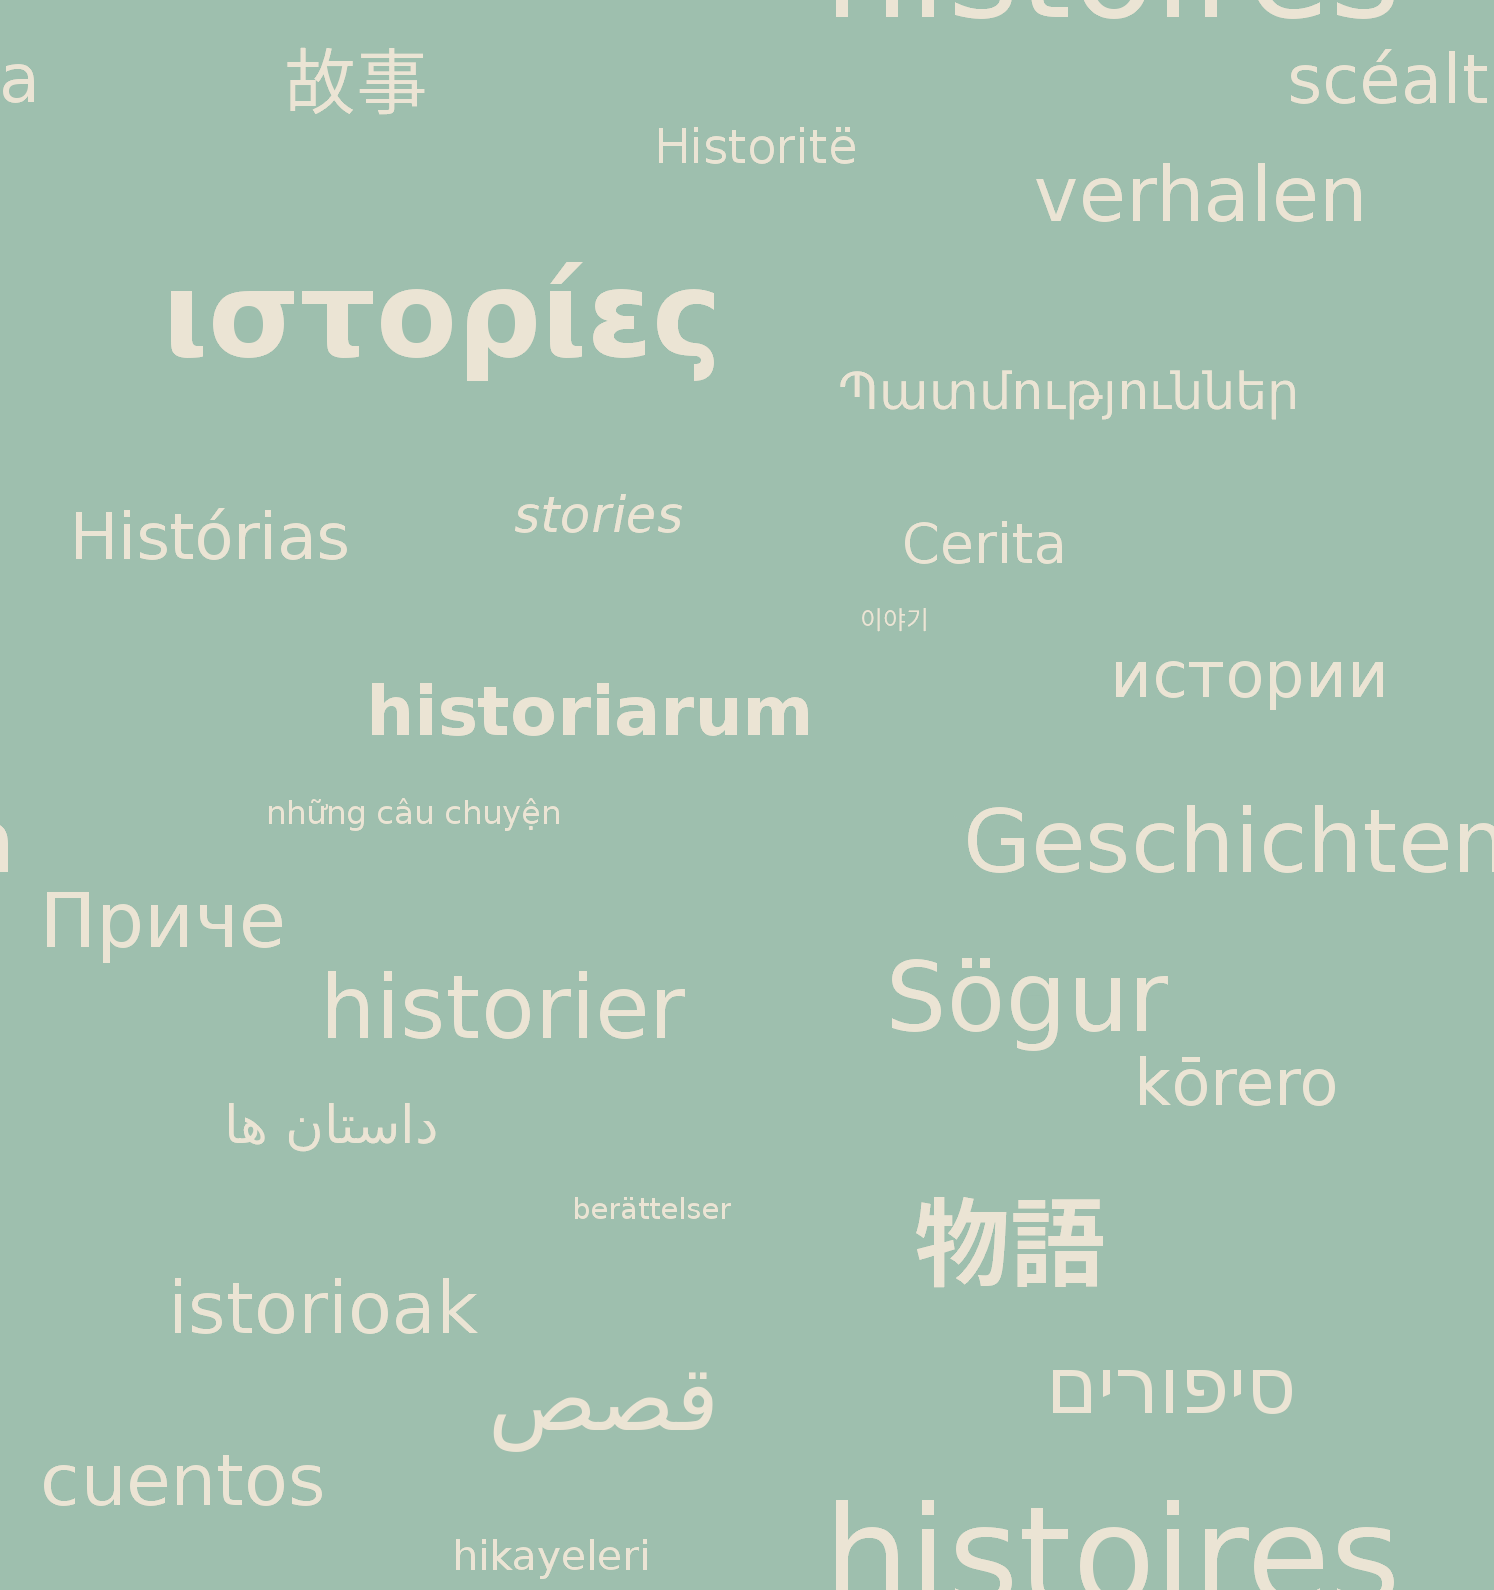 histoires
a
故事
scéalt
Historitë
verhalen
ιστορίες
Պատմություններ
Histórias
stories
Cerita
이야기
истории
historiarum
những câu chuyện
Geschichten
n
Приче
historier
Sögur
kōrero
داستان ها
berättelser
物語
istorioak
סיפורים
قصص
cuentos
histoires
hikayeleri